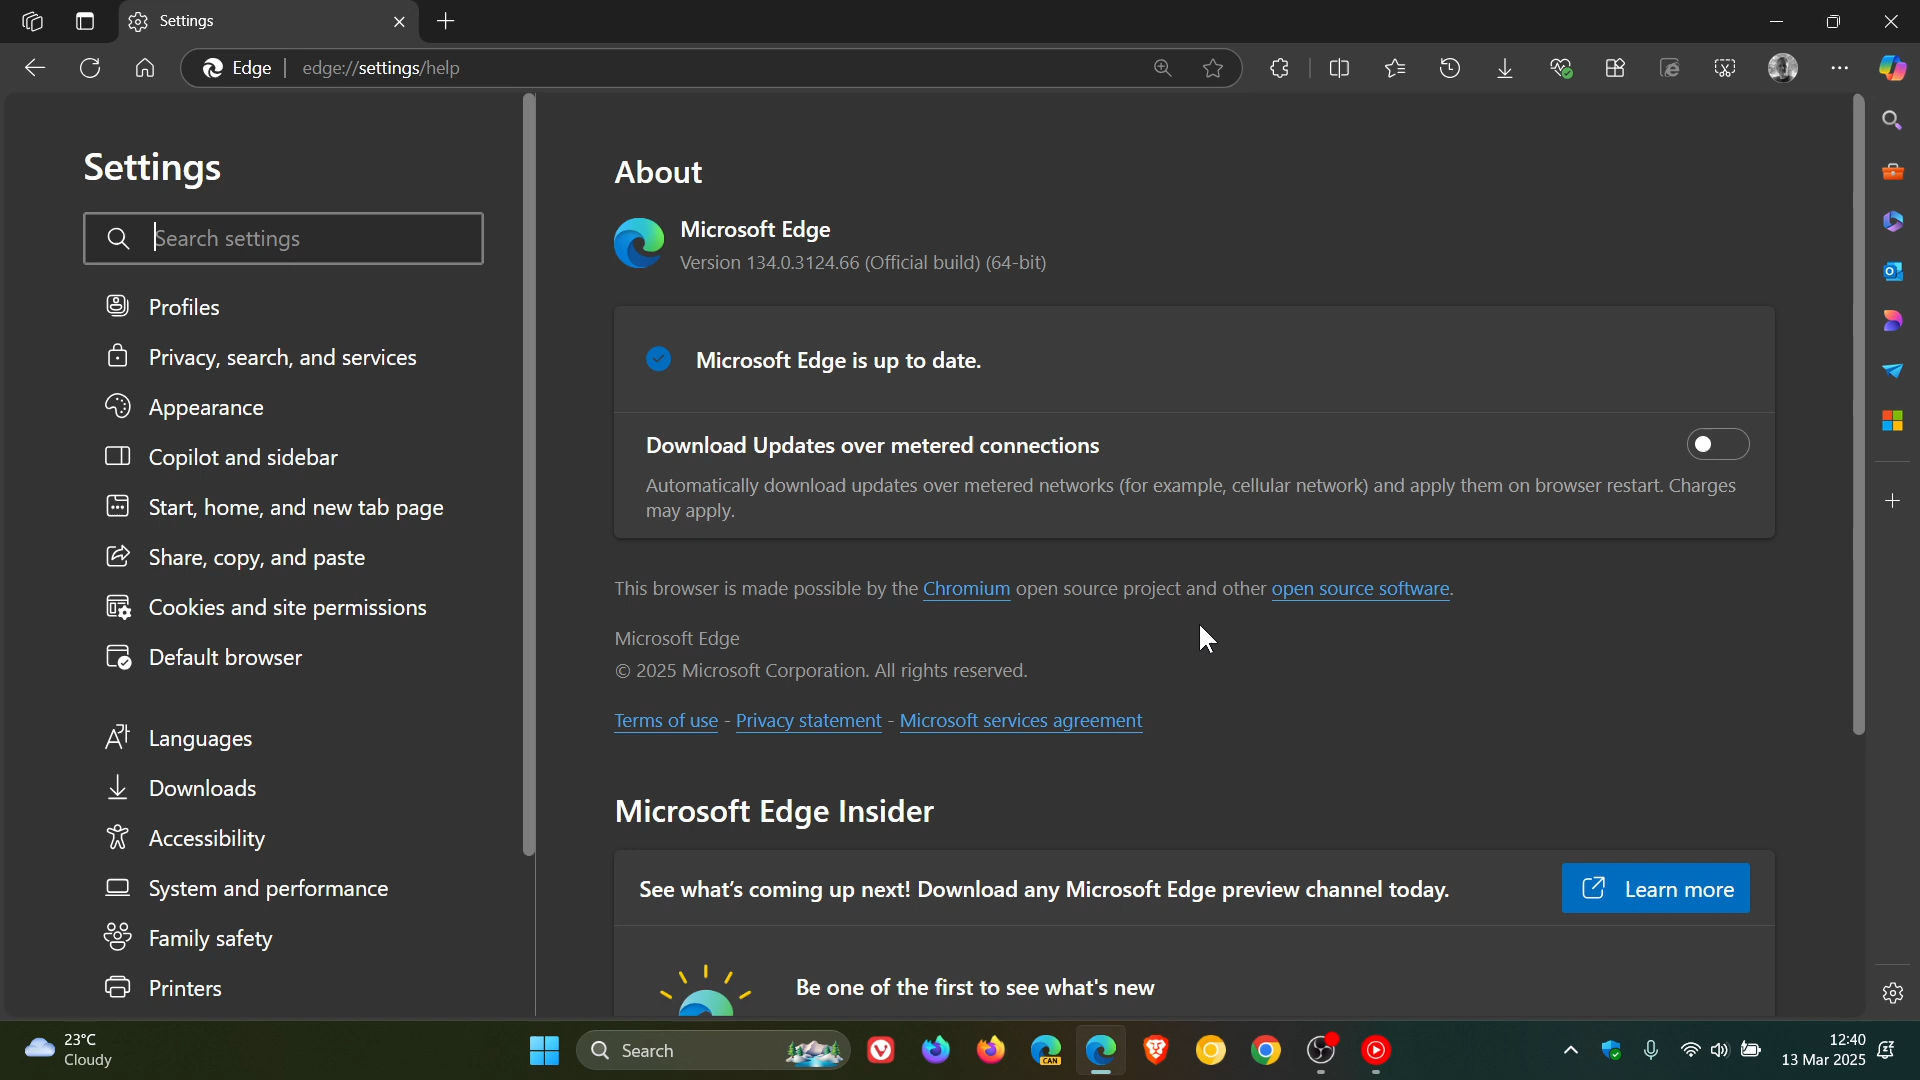 Settings
Edge
edge://settings/help
Settings
Search settings
Profiles
Privacy, search, and services
Appearance
Copilot and sidebar
Start, home, and new tab page
Share, copy, and paste
Cookies and site permissions
Default browser
Languages
Downloads
Accessibility
System and performance
Family safety
Printers
About
Microsoft Edge
Version 134.0.3124.66 (Official build) (64-bit)
Microsoft Edge is up to date.
Download Updates over metered connections
Automatically download updates over metered networks (for example, cellular network) and apply them on browser restart. Charges
may apply.
This browser is made possible by the Chromium open source project and other open source software.
Microsoft Edge
© 2025 Microsoft Corporation. All rights reserved.
Terms of use - Privacy statement - Microsoft services agreement
Microsoft Edge Insider
See what's coming up next! Download any Microsoft Edge preview channel today.
Learn more
Be one of the first to see what's new
23°C
Cloudy
Search
CAN
12:40
13 Mar 2025